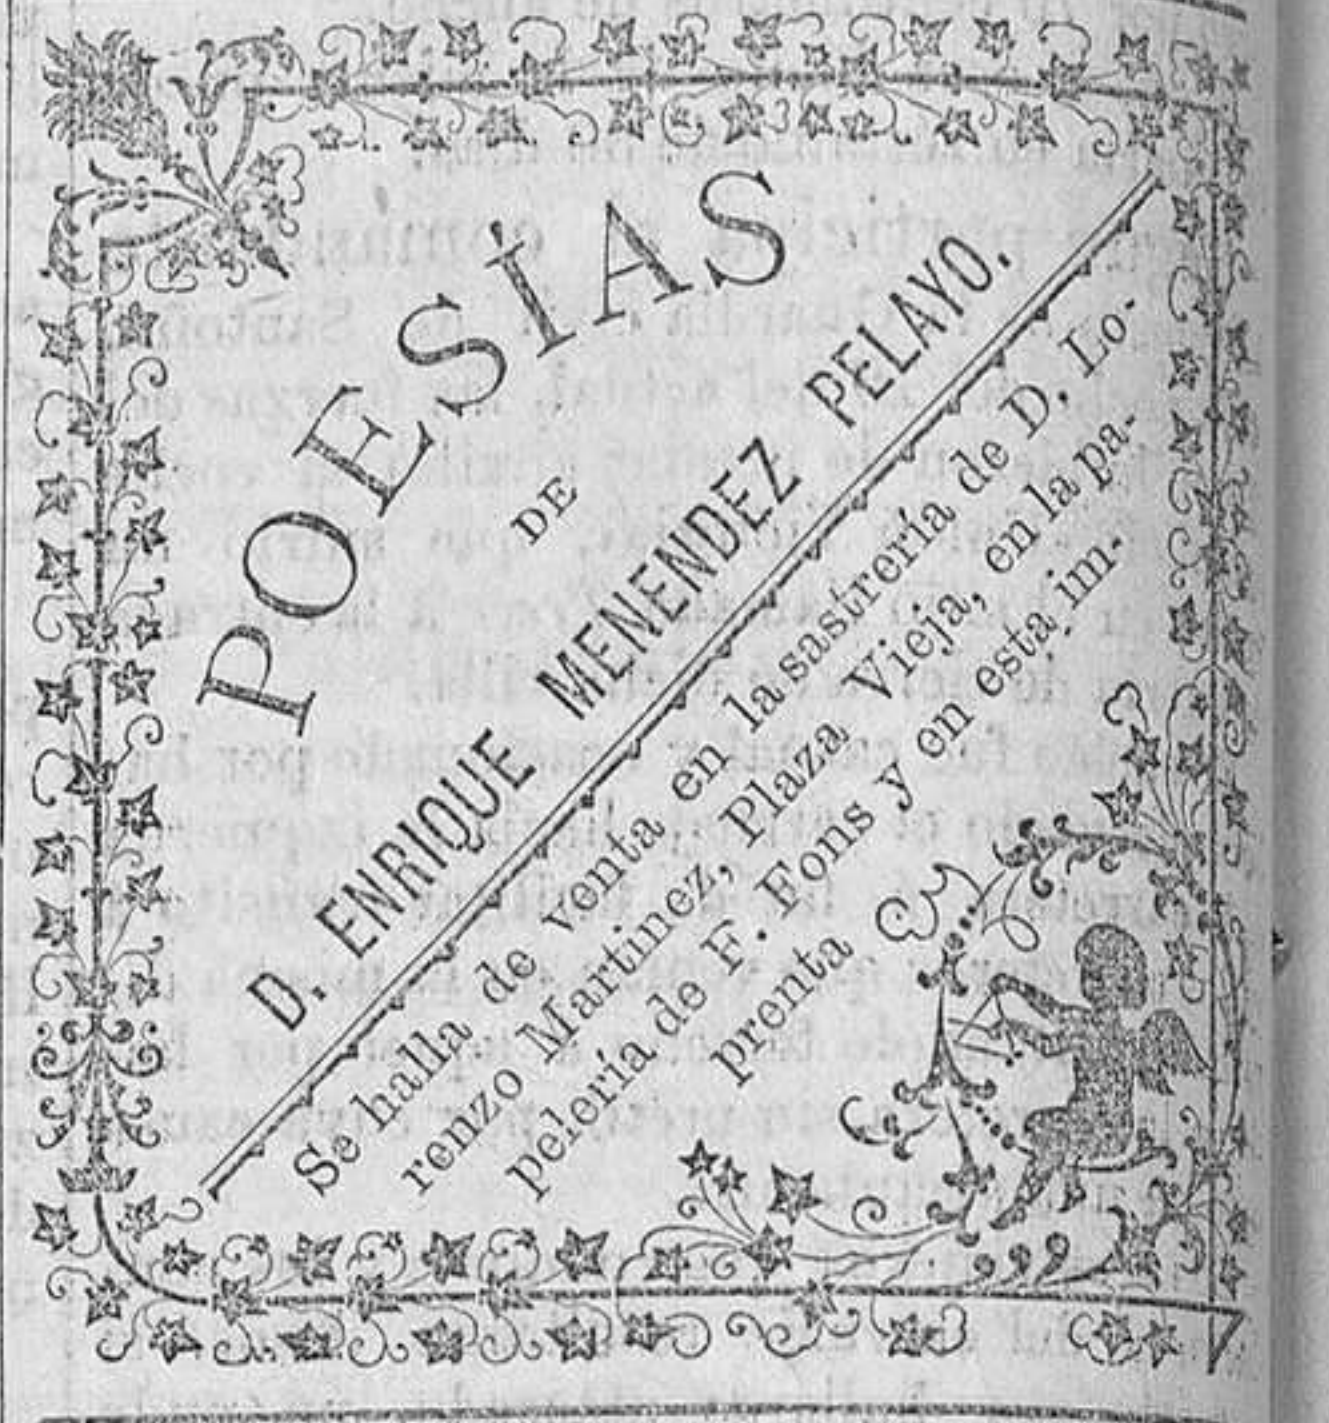 POESÍAS
DE
D. ENRIQUE MENENDEZ PELAYO.
Se halla de venta en la sastrería de D. Lo-
renzo Martinez, Plaza Vieja, en la pa-
pelería de F. Fons y en esta im-
prenta